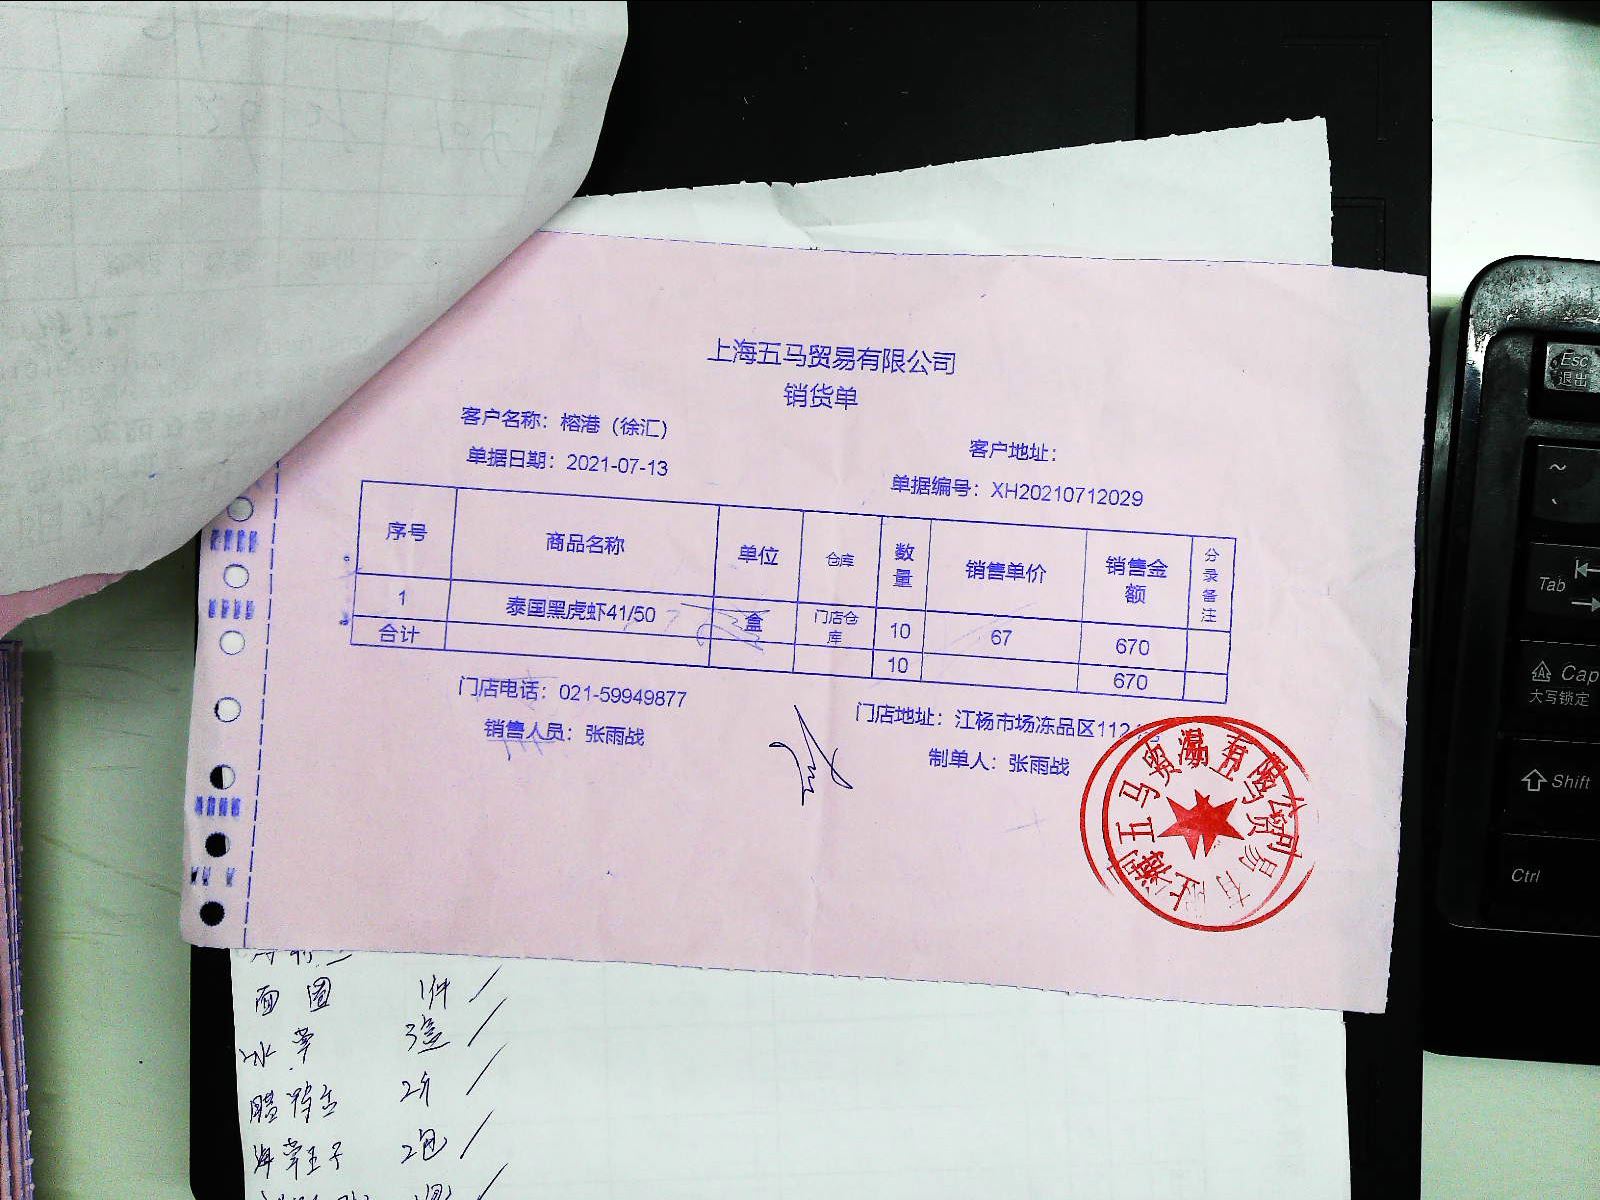 上海五马贸易有限公司
销货单
客户名称：榕港（徐汇）
客户地址：
单据日期：2021-07-13
单据编号：XH20210712029
序号 商品名称 单位 仓库 数量 销售单价 销售金额 分录备注
1 泰国黑虎虾41/50 盒 门店仓库 10 67 670
合计 10 670
门店电话：021-59949877
门店地址：江杨市场冻品区112
销售人员：张雨战
制单人：张雨战
五马贸易有限公司
面 1件
冰草 3盒
2斤
2包
Esc
退出
~
Tab
Cap
大写锁定
Shift
Ctrl